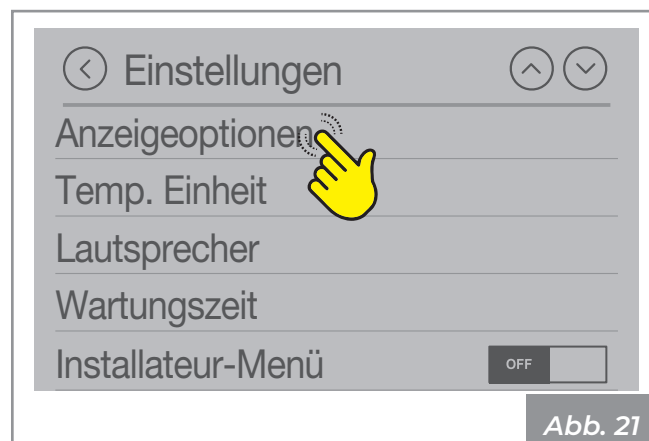 Einstellungen
Anzeigeoptionen
Temp. Einheit
Lautsprecher
Wartungszeit
Installateur-Menü OFF
Abb. 21